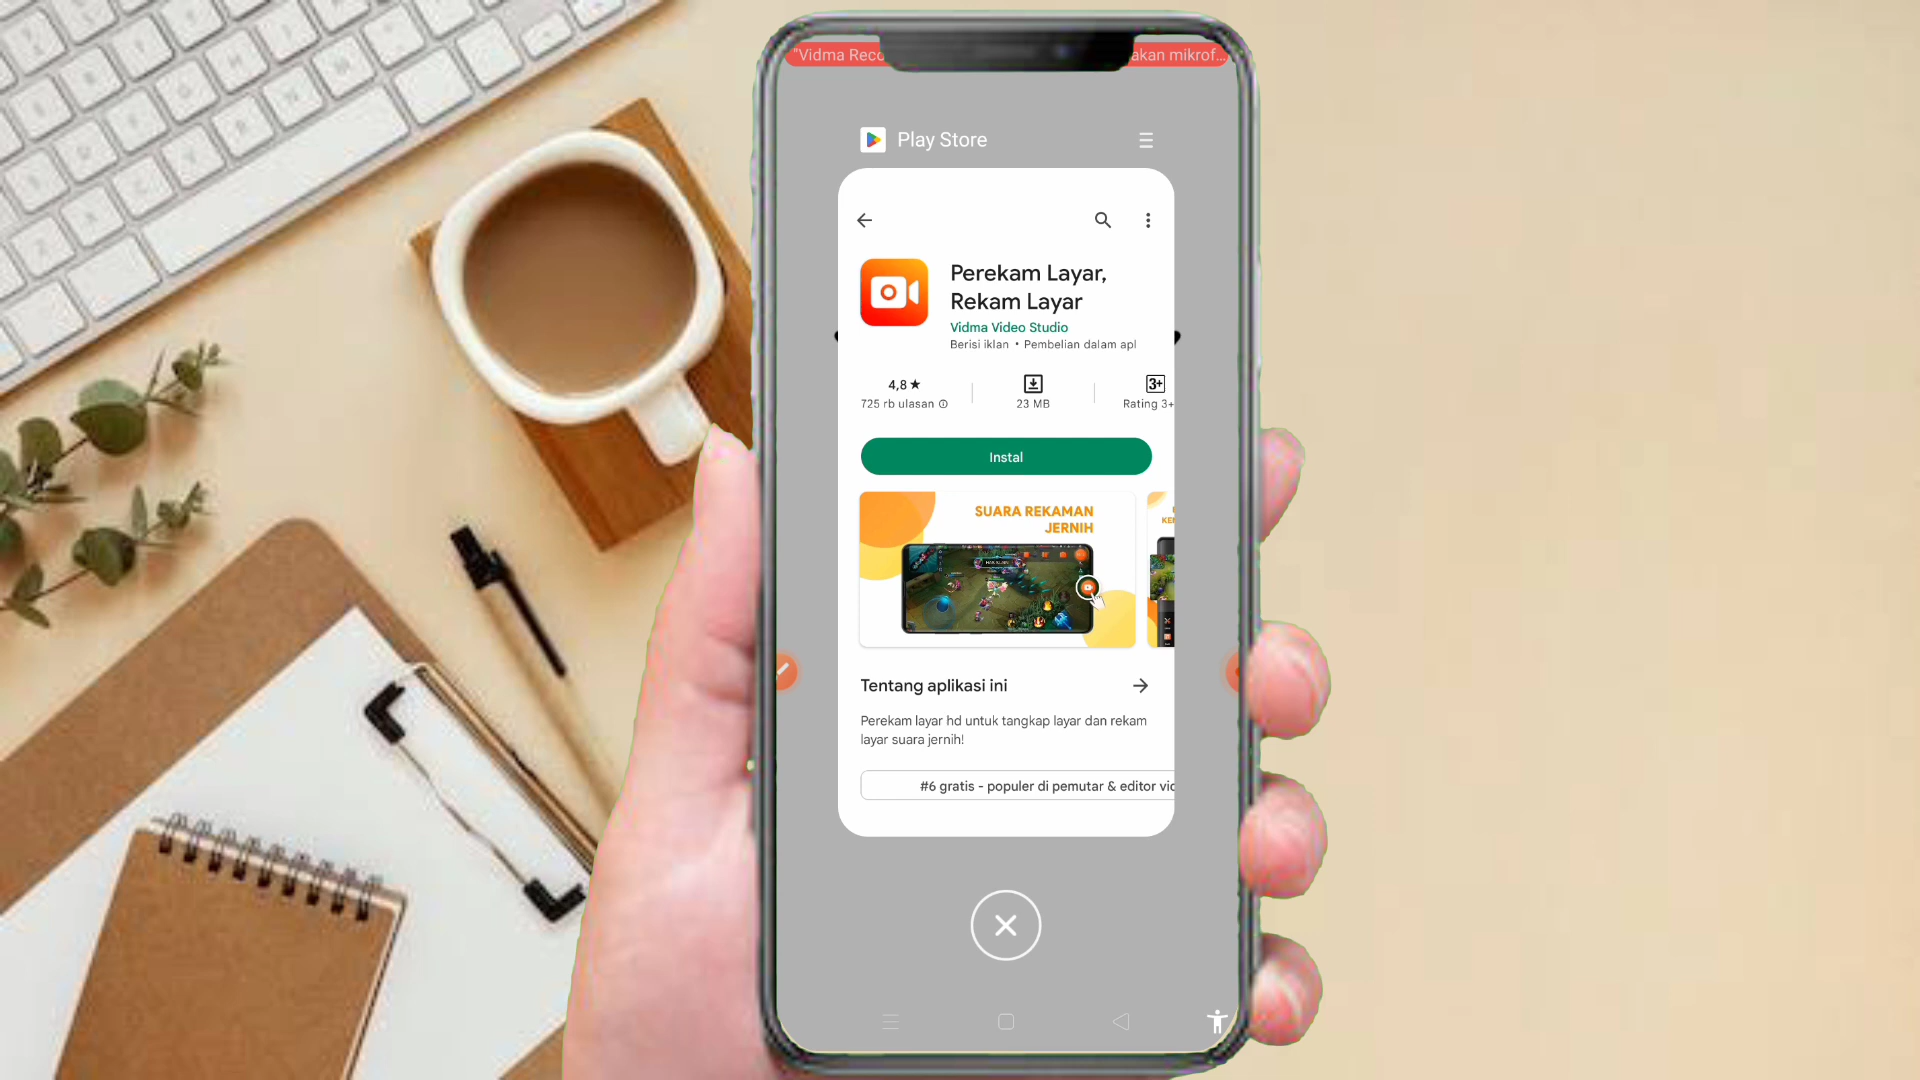 "Vidma Reco
akan mikrof...
Play Store
Perekam Layar,
Rekam Layar
Vidma Video Studio
Berisi iklan • Pembelian dalam apl
4,8★
725 rb ulasan
23 MB
3+
Rating 3+
Instal
SUARA REKAMAN
JERNIH
Tentang aplikasi ini
Perekam layar hd untuk tangkap layar dan rekam
layar suara jernih!
#6 gratis - populer di pemutar & editor vid